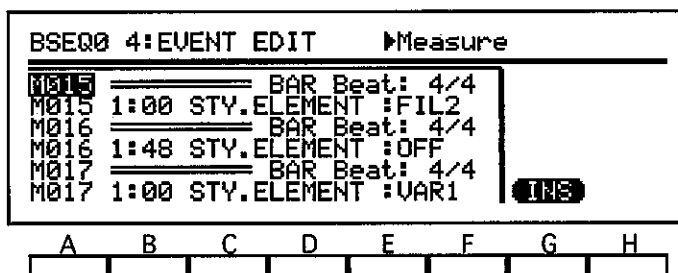 BSEQ0 4:EVENT EDIT ▶Measure
M015 ════════ BAR Beat: 4/4
M015 1:00 STY.ELEMENT :FIL2
M016 ════════ BAR Beat: 4/4
M016 1:48 STY.ELEMENT :OFF
M017 ════════ BAR Beat: 4/4
M017 1:00 STY.ELEMENT :VAR1 INS
A B C D E F G H